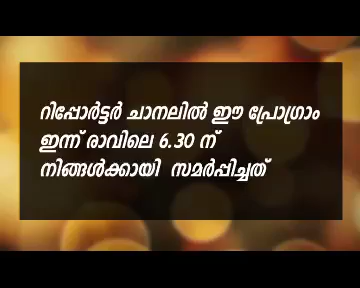 റിപ്പോർട്ടർ ചാനലിൽ ഈ പ്രോഗ്രാം
ഇന്ന് രാവിലെ 6.30 ന്
നിങ്ങൾക്കായി സമർപ്പിച്ചത്